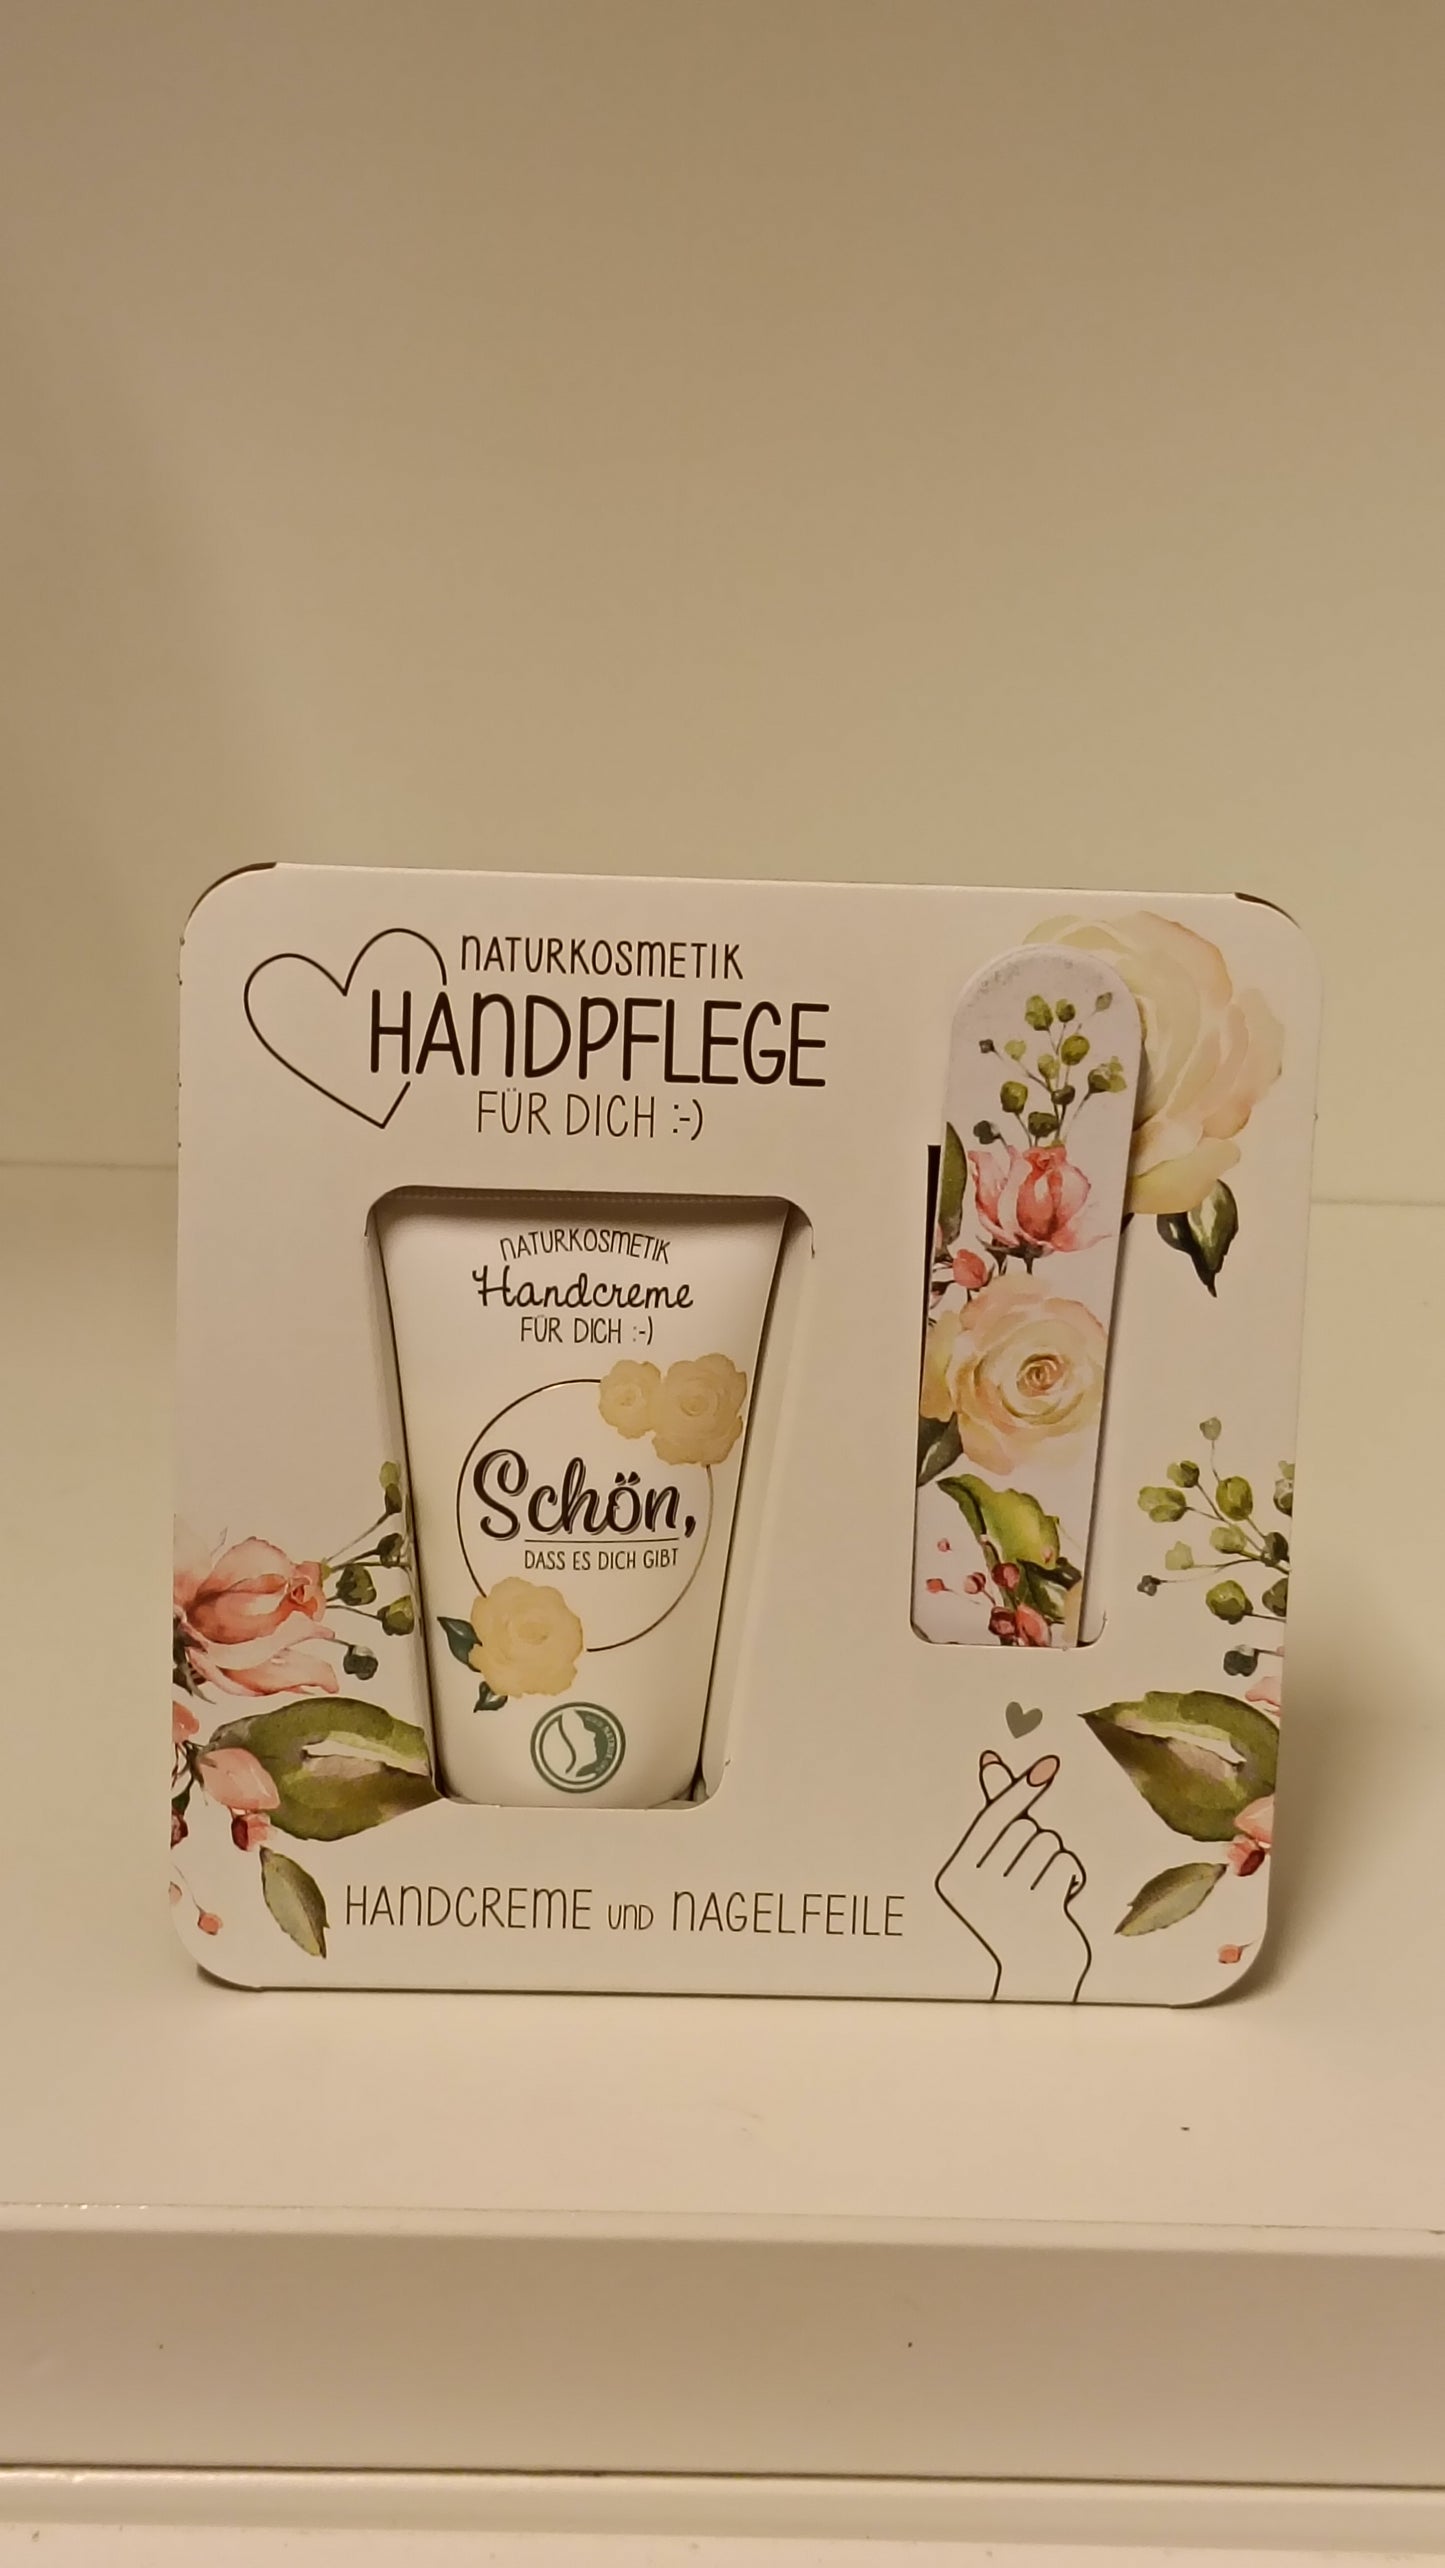 NATURKOSMETIK
HANDPFLEGE
FÜR DICH :-)
NATURKOSMETIK
Handcreme
FÜR DICH :-)
Schön,
DASS ES DICH GIBT
HANDCREME UND NAGELFEILE